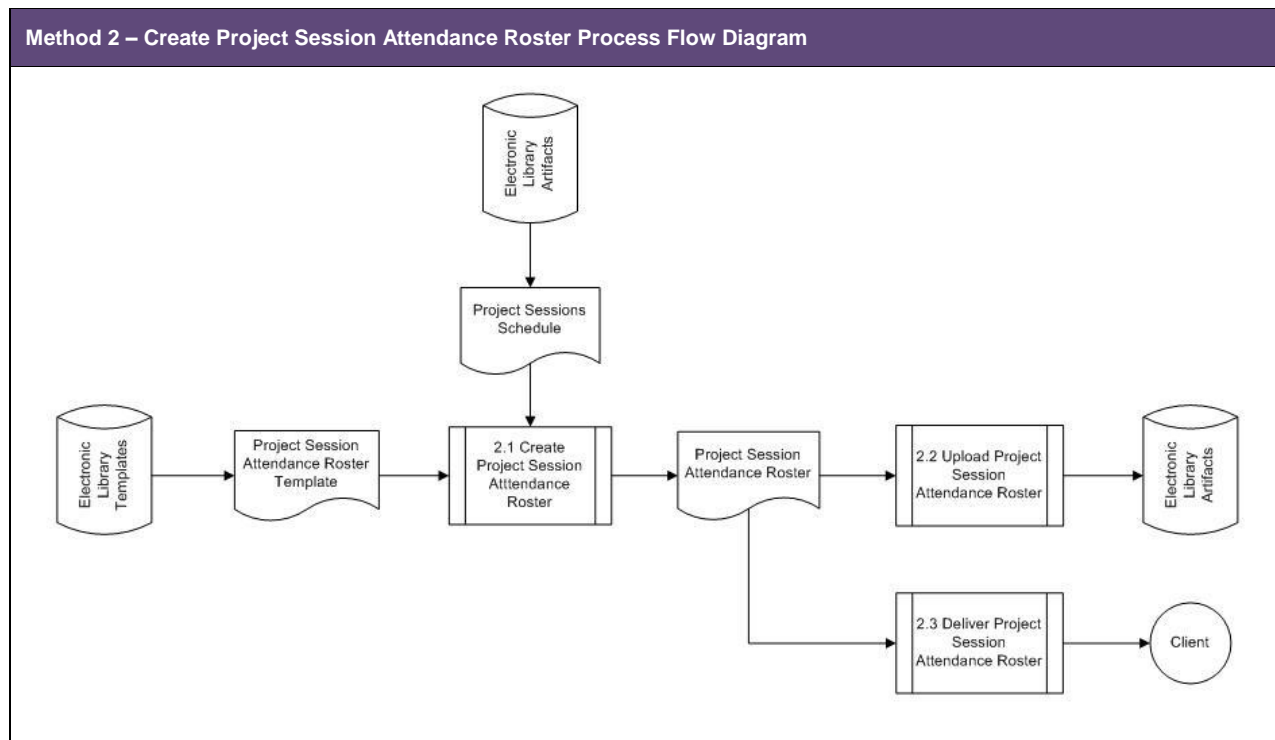 Method 2 – Create Project Session Attendance Roster Process Flow Diagram
Electronic
Library
Artifacts
Project Sessions
Schedule
Electronic
Library
Templates
Project Session
Attendance Roster
Template
2.1 Create
Project Session
Atttendance
Roster
Project Session
Attendance Roster
2.2 Upload Project
Session
Attendance Roster
Electronic
Library
Artifacts
2.3 Deliver Project
Session
Attendance Roster
Client